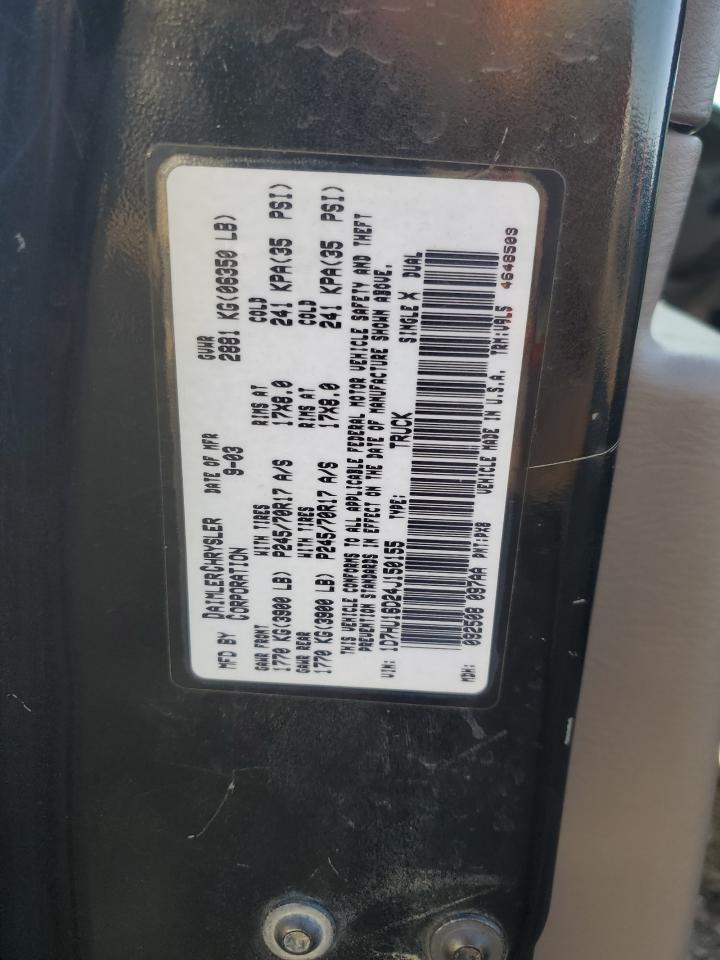 MFD BY DAIMLERCHRYSLER CORPORATION
DATE OF MFR 9-03
GVWR 2881 KG(06350 LB)
GAWR FRONT WITH TIRES RIMS AT COLD
1770 KG(3900 LB) P245/70R17 A/S 17X8.0 241 KPA(35 PSI)
GAWR REAR WITH TIRES RIMS AT COLD
1770 KG(3900 LB) P245/70R17 A/S 17X8.0 241 KPA(35 PSI)
THIS VEHICLE CONFORMS TO ALL APPLICABLE FEDERAL MOTOR VEHICLE SAFETY AND THEFT
PREVENTION STANDARDS IN EFFECT ON THE DATE OF MANUFACTURE SHOWN ABOVE.
VIN: 1D7HU16D24J150155 TYPE: TRUCK SINGLE X DUAL
MDH: 092508 097AA PNT:PX8 VEHICLE MADE IN U.S.A. TRM:V9L5 4648503